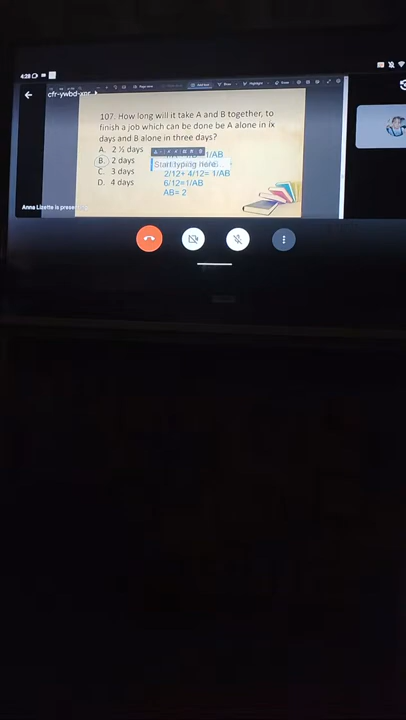 4:28
cfr-ywbd-xnr
107. How long will it take A and B together, to
finish a job which can be done be A alone in ix
days and B alone in three days?
A. 2 ½ days
B. 2 days
C. 3 days
D. 4 days
1/AB
Start typing here...
2/12+ 4/12= 1/AB
6/12=1/AB
AB= 2
Anna Lizette is presenting